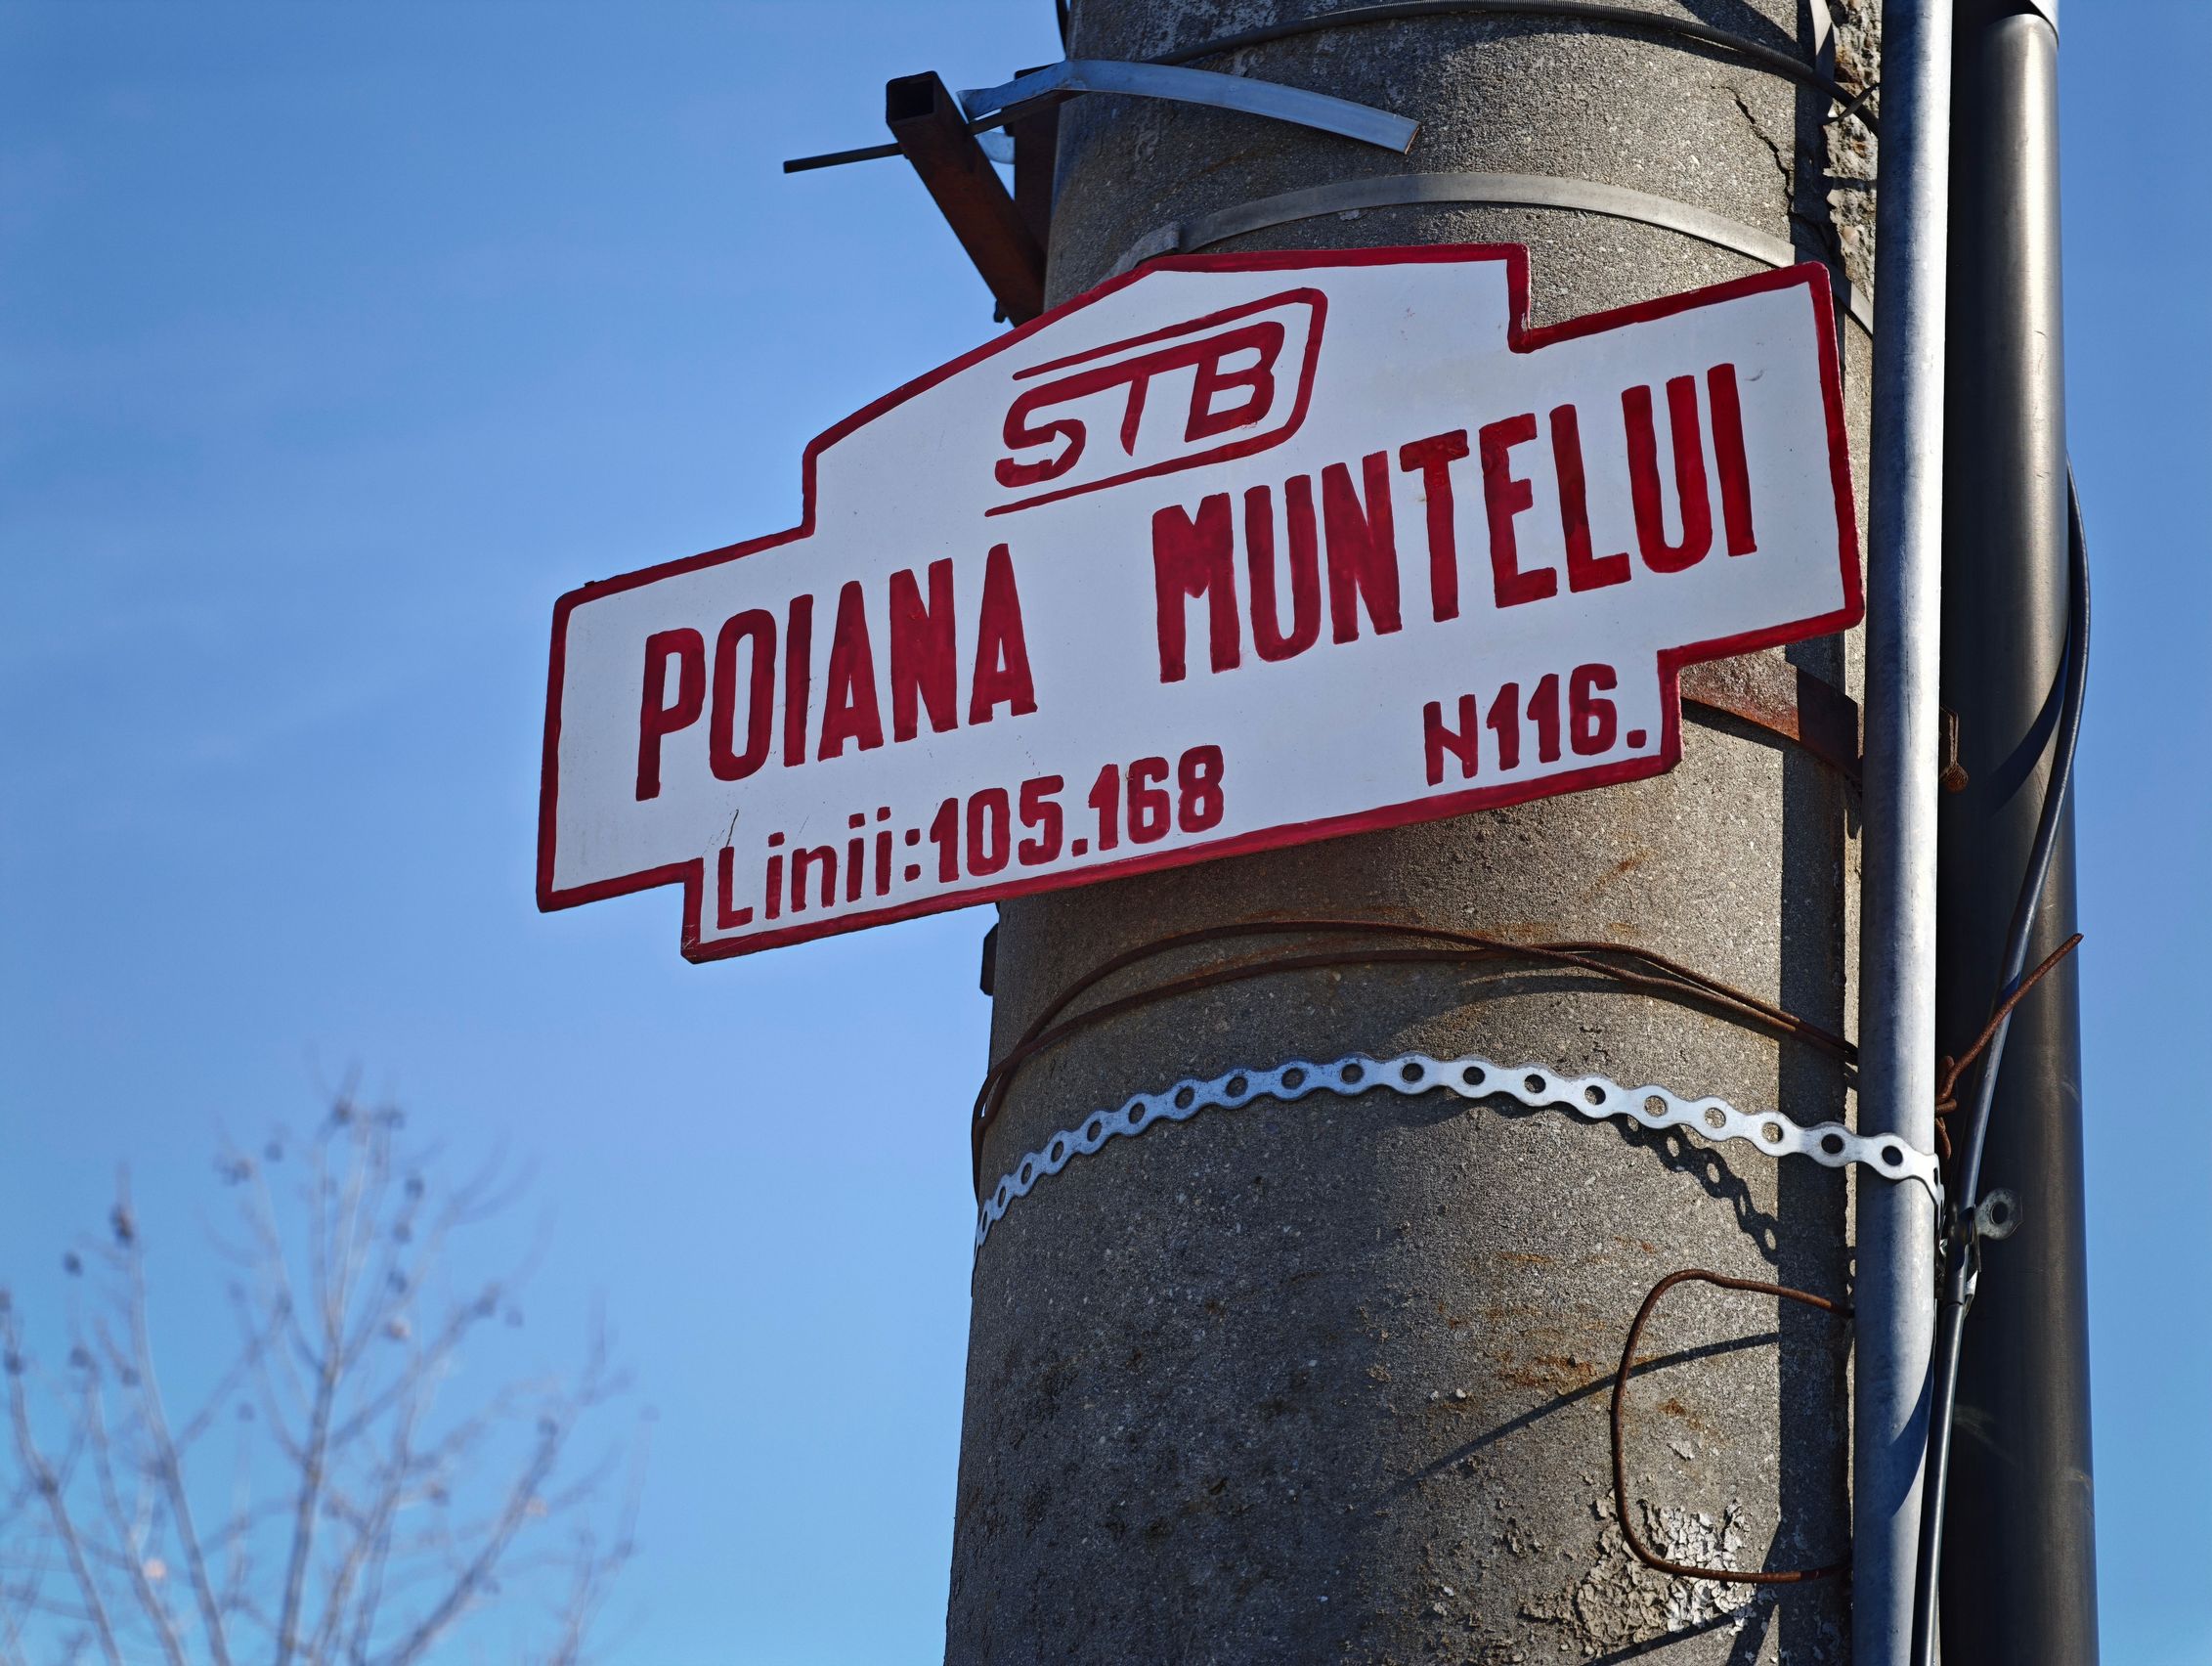 STB
POIANA MUNTELUI
N116.
Linii:105.168